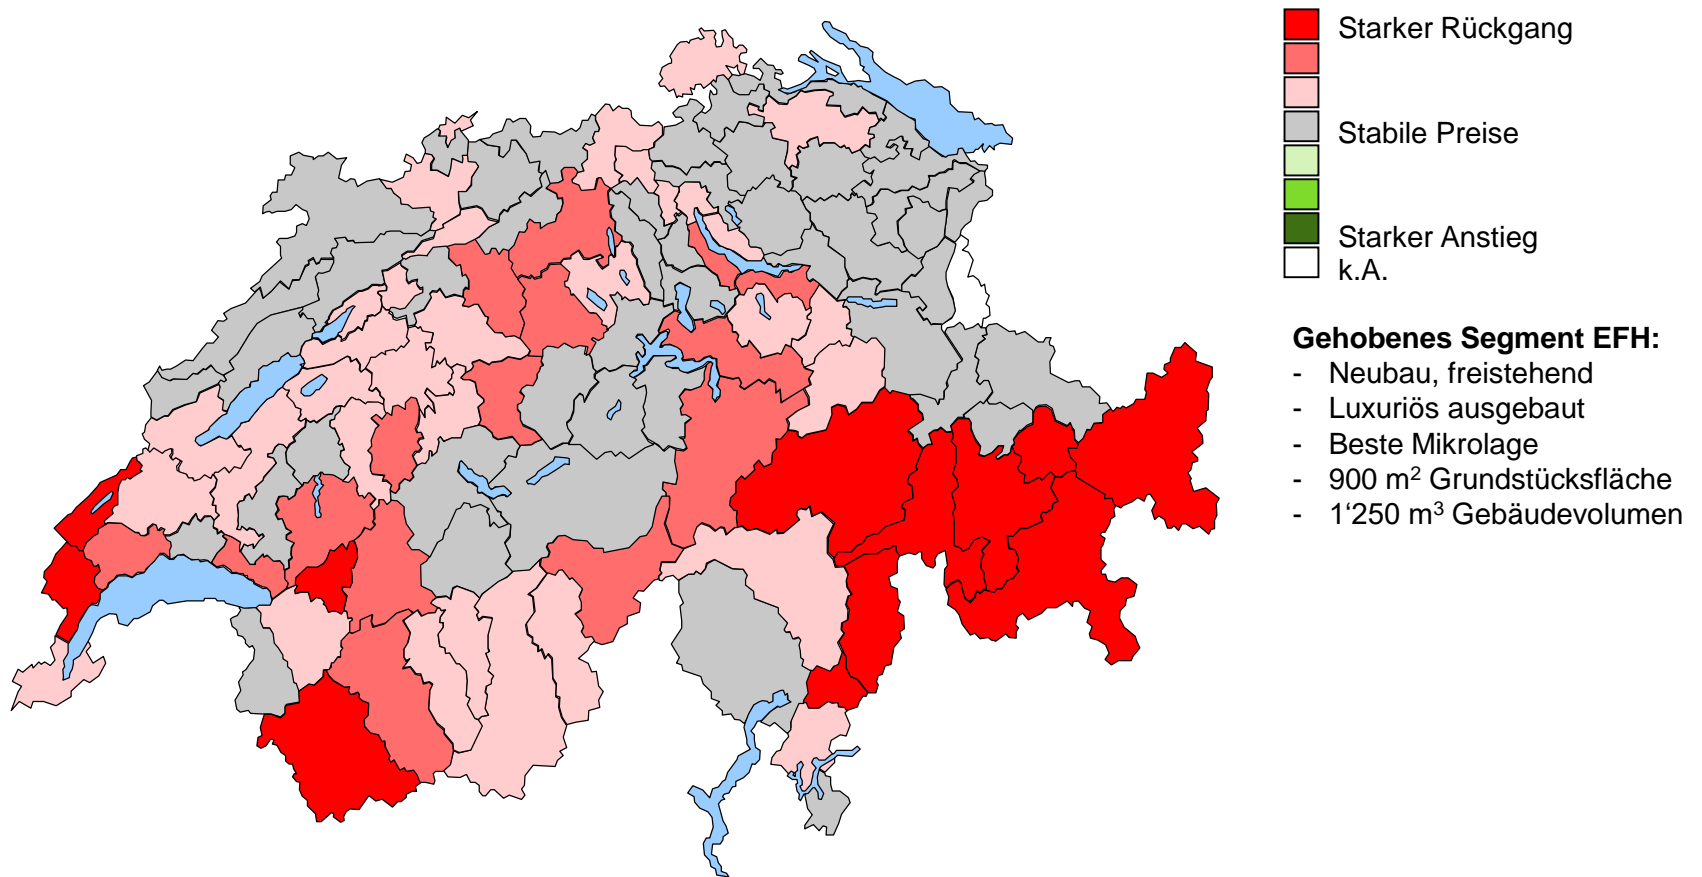 Starker Rückgang
Stabile Preise
Starker Anstieg
k.A.
Gehobenes Segment EFH:
- Neubau, freistehend
- Luxuriös ausgebaut
- Beste Mikrolage
- 900 m² Grundstücksfläche
- 1‘250 m³ Gebäudevolumen